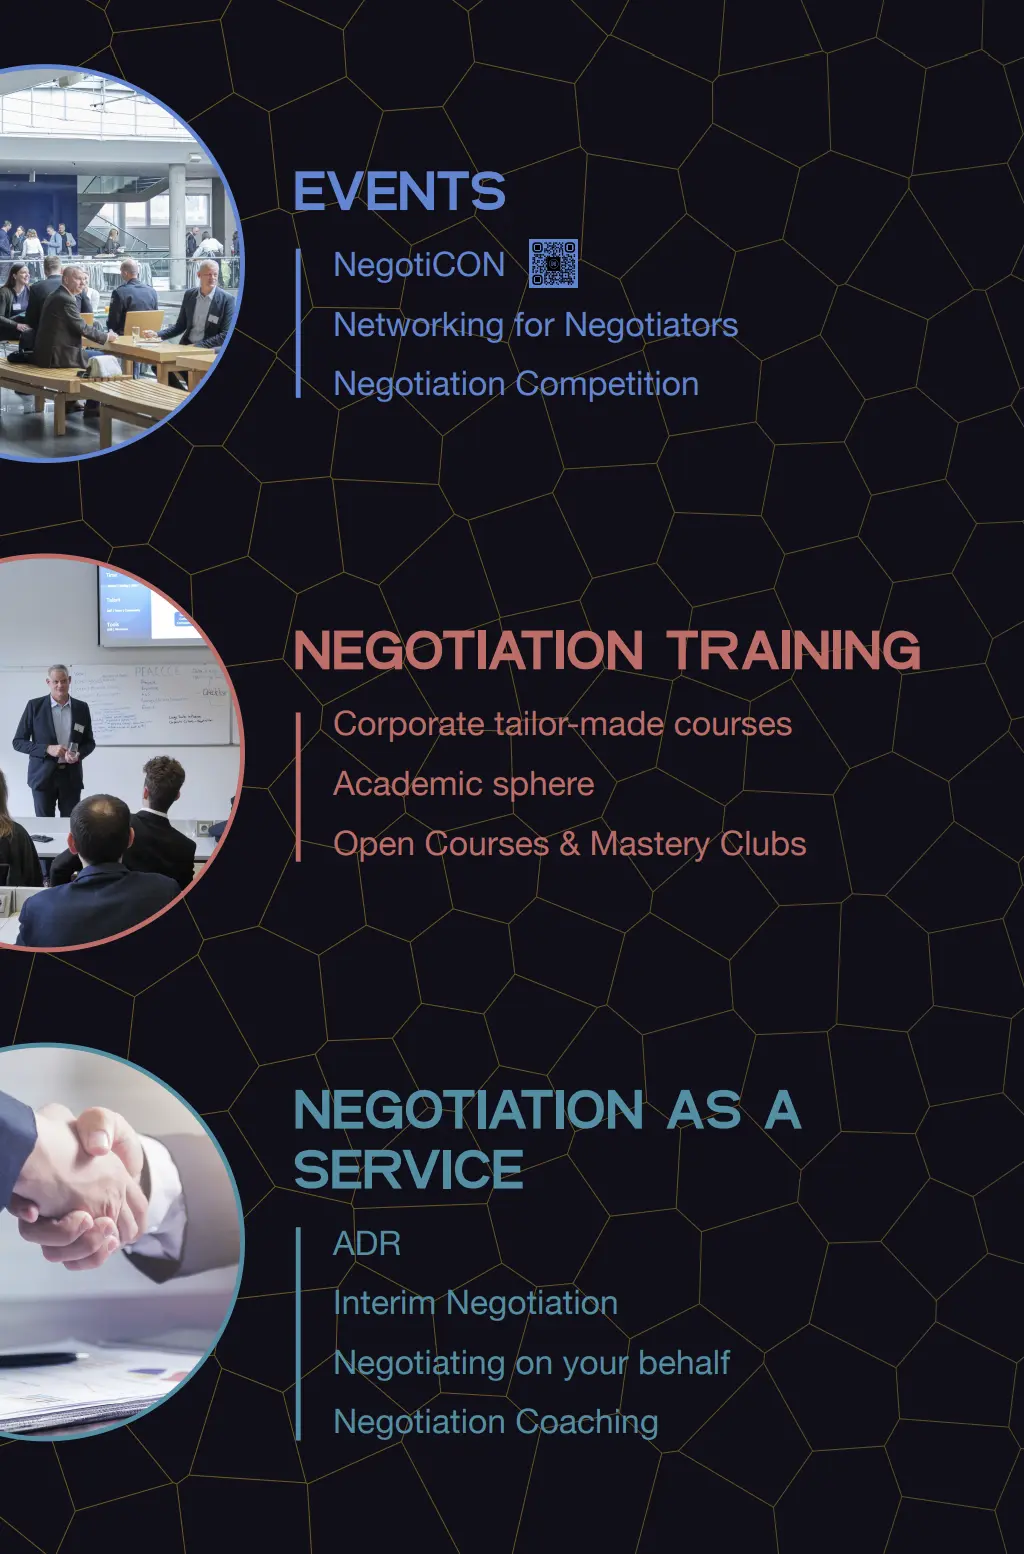 EVENTS
NegotiCON
Networking for Negotiators
Negotiation Competition
NEGOTIATION TRAINING
Corporate tailor-made courses
Academic sphere
Open Courses & Mastery Clubs
NEGOTIATION AS A
SERVICE
ADR
Interim Negotiation
Negotiating on your behalf
Negotiation Coaching